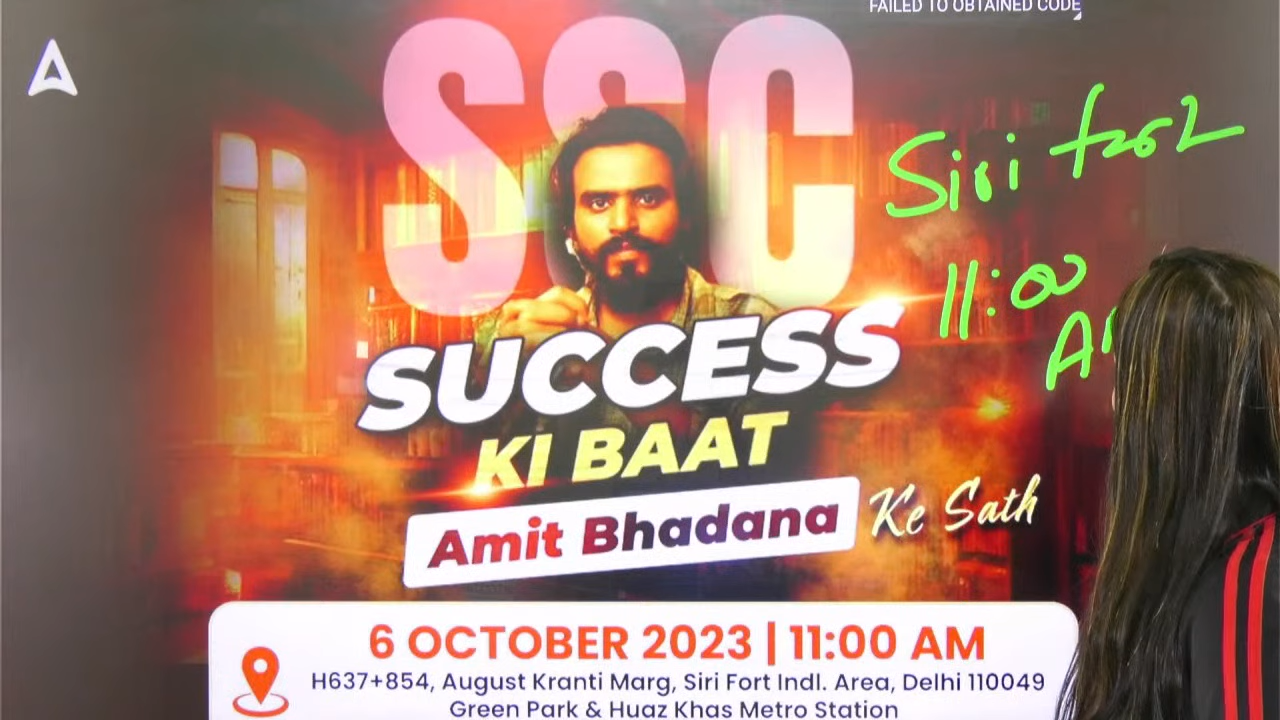 FAILED TO OBTAINED CODE
SSC
Siri fort
11:00
A
SUCCESS
KI BAAT
Amit Bhadana Ke Sath
6 OCTOBER 2023 | 11:00 AM
H637+854, August Kranti Marg, Siri Fort Indl. Area, Delhi 110049
Green Park & Huaz Khas Metro Station